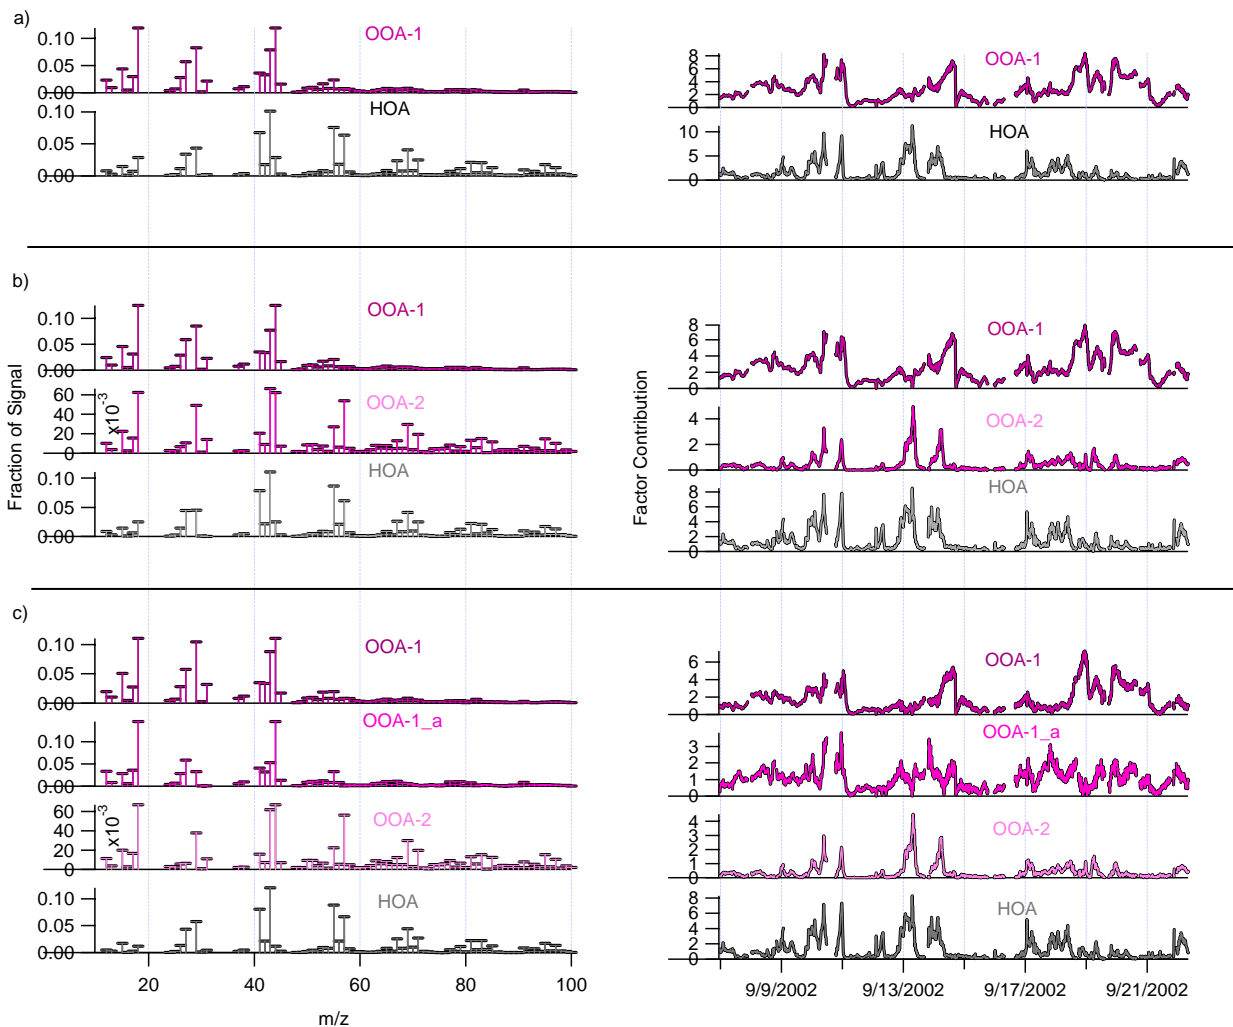 a)
OOA-1
0.10
0.05
0.00
HOA
0.10
0.05
0.00
OOA-1
8
6
4
2
0
HOA
10
5
0
b)
OOA-1
0.10
0.05
0.00
OOA-2
60
40
20
0
x10^-3
HOA
0.10
0.05
0.00
Fraction of Signal
OOA-1
8
6
4
2
0
OOA-2
4
2
0
HOA
8
6
4
2
0
Factor Contribution
c)
OOA-1
0.10
0.05
0.00
OOA-1_a
0.10
0.05
0.00
OOA-2
60
40
20
0
x10^-3
HOA
0.10
0.05
0.00
20 40 60 80 100
m/z
OOA-1
6
4
2
0
OOA-1_a
3
2
1
0
OOA-2
4
3
2
1
0
HOA
8
6
4
2
0
9/9/2002 9/13/2002 9/17/2002 9/21/2002